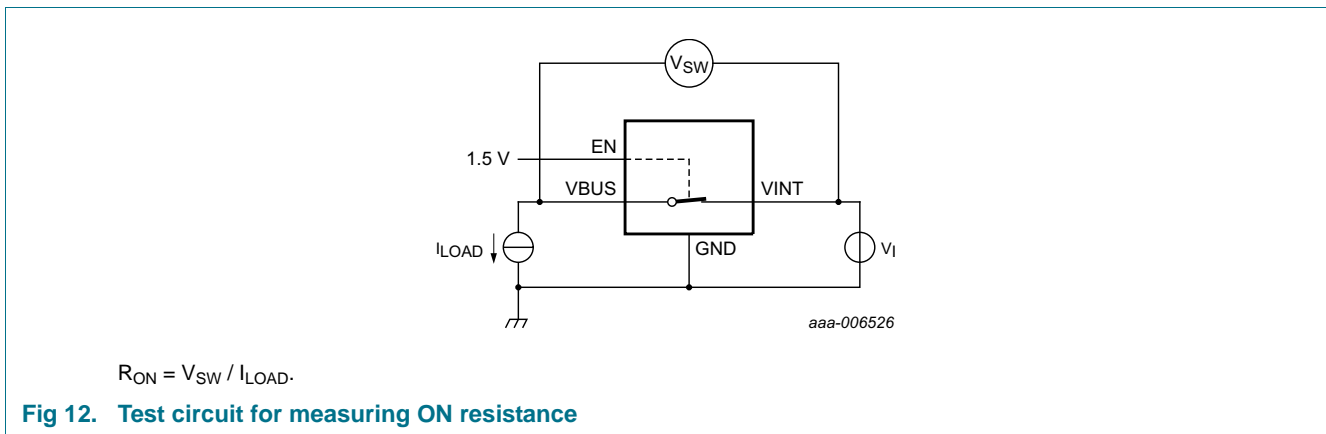 VSW
EN
1.5 V
VBUS
VINT
ILOAD
GND
VI
aaa-006526
RON = VSW / ILOAD.
Fig 12. Test circuit for measuring ON resistance